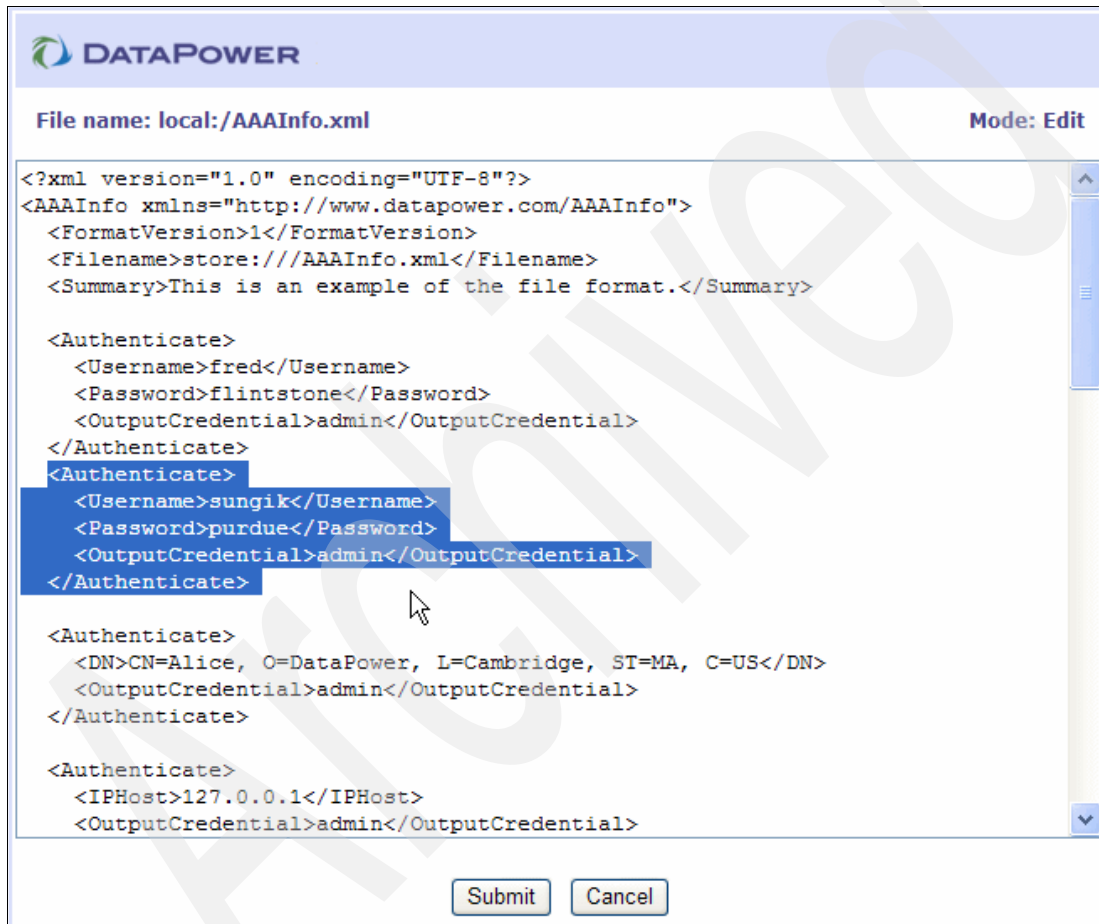 DATAPOWER
File name: local:/AAAInfo.xml Mode: Edit
<?xml version="1.0" encoding="UTF-8"?>
<AAAInfo xmlns="http://www.datapower.com/AAAInfo">
  <FormatVersion>1</FormatVersion>
  <Filename>store:///AAAInfo.xml</Filename>
  <Summary>This is an example of the file format.</Summary>
  <Authenticate>
    <Username>fred</Username>
    <Password>flintstone</Password>
    <OutputCredential>admin</OutputCredential>
  </Authenticate>
  <Authenticate>
    <Username>sungik</Username>
    <Password>purdue</Password>
    <OutputCredential>admin</OutputCredential>
  </Authenticate>
  <Authenticate>
    <DN>CN=Alice, O=DataPower, L=Cambridge, ST=MA, C=US</DN>
    <OutputCredential>admin</OutputCredential>
  </Authenticate>
  <Authenticate>
    <IPHost>127.0.0.1</IPHost>
    <OutputCredential>admin</OutputCredential>
Submit Cancel
Archived